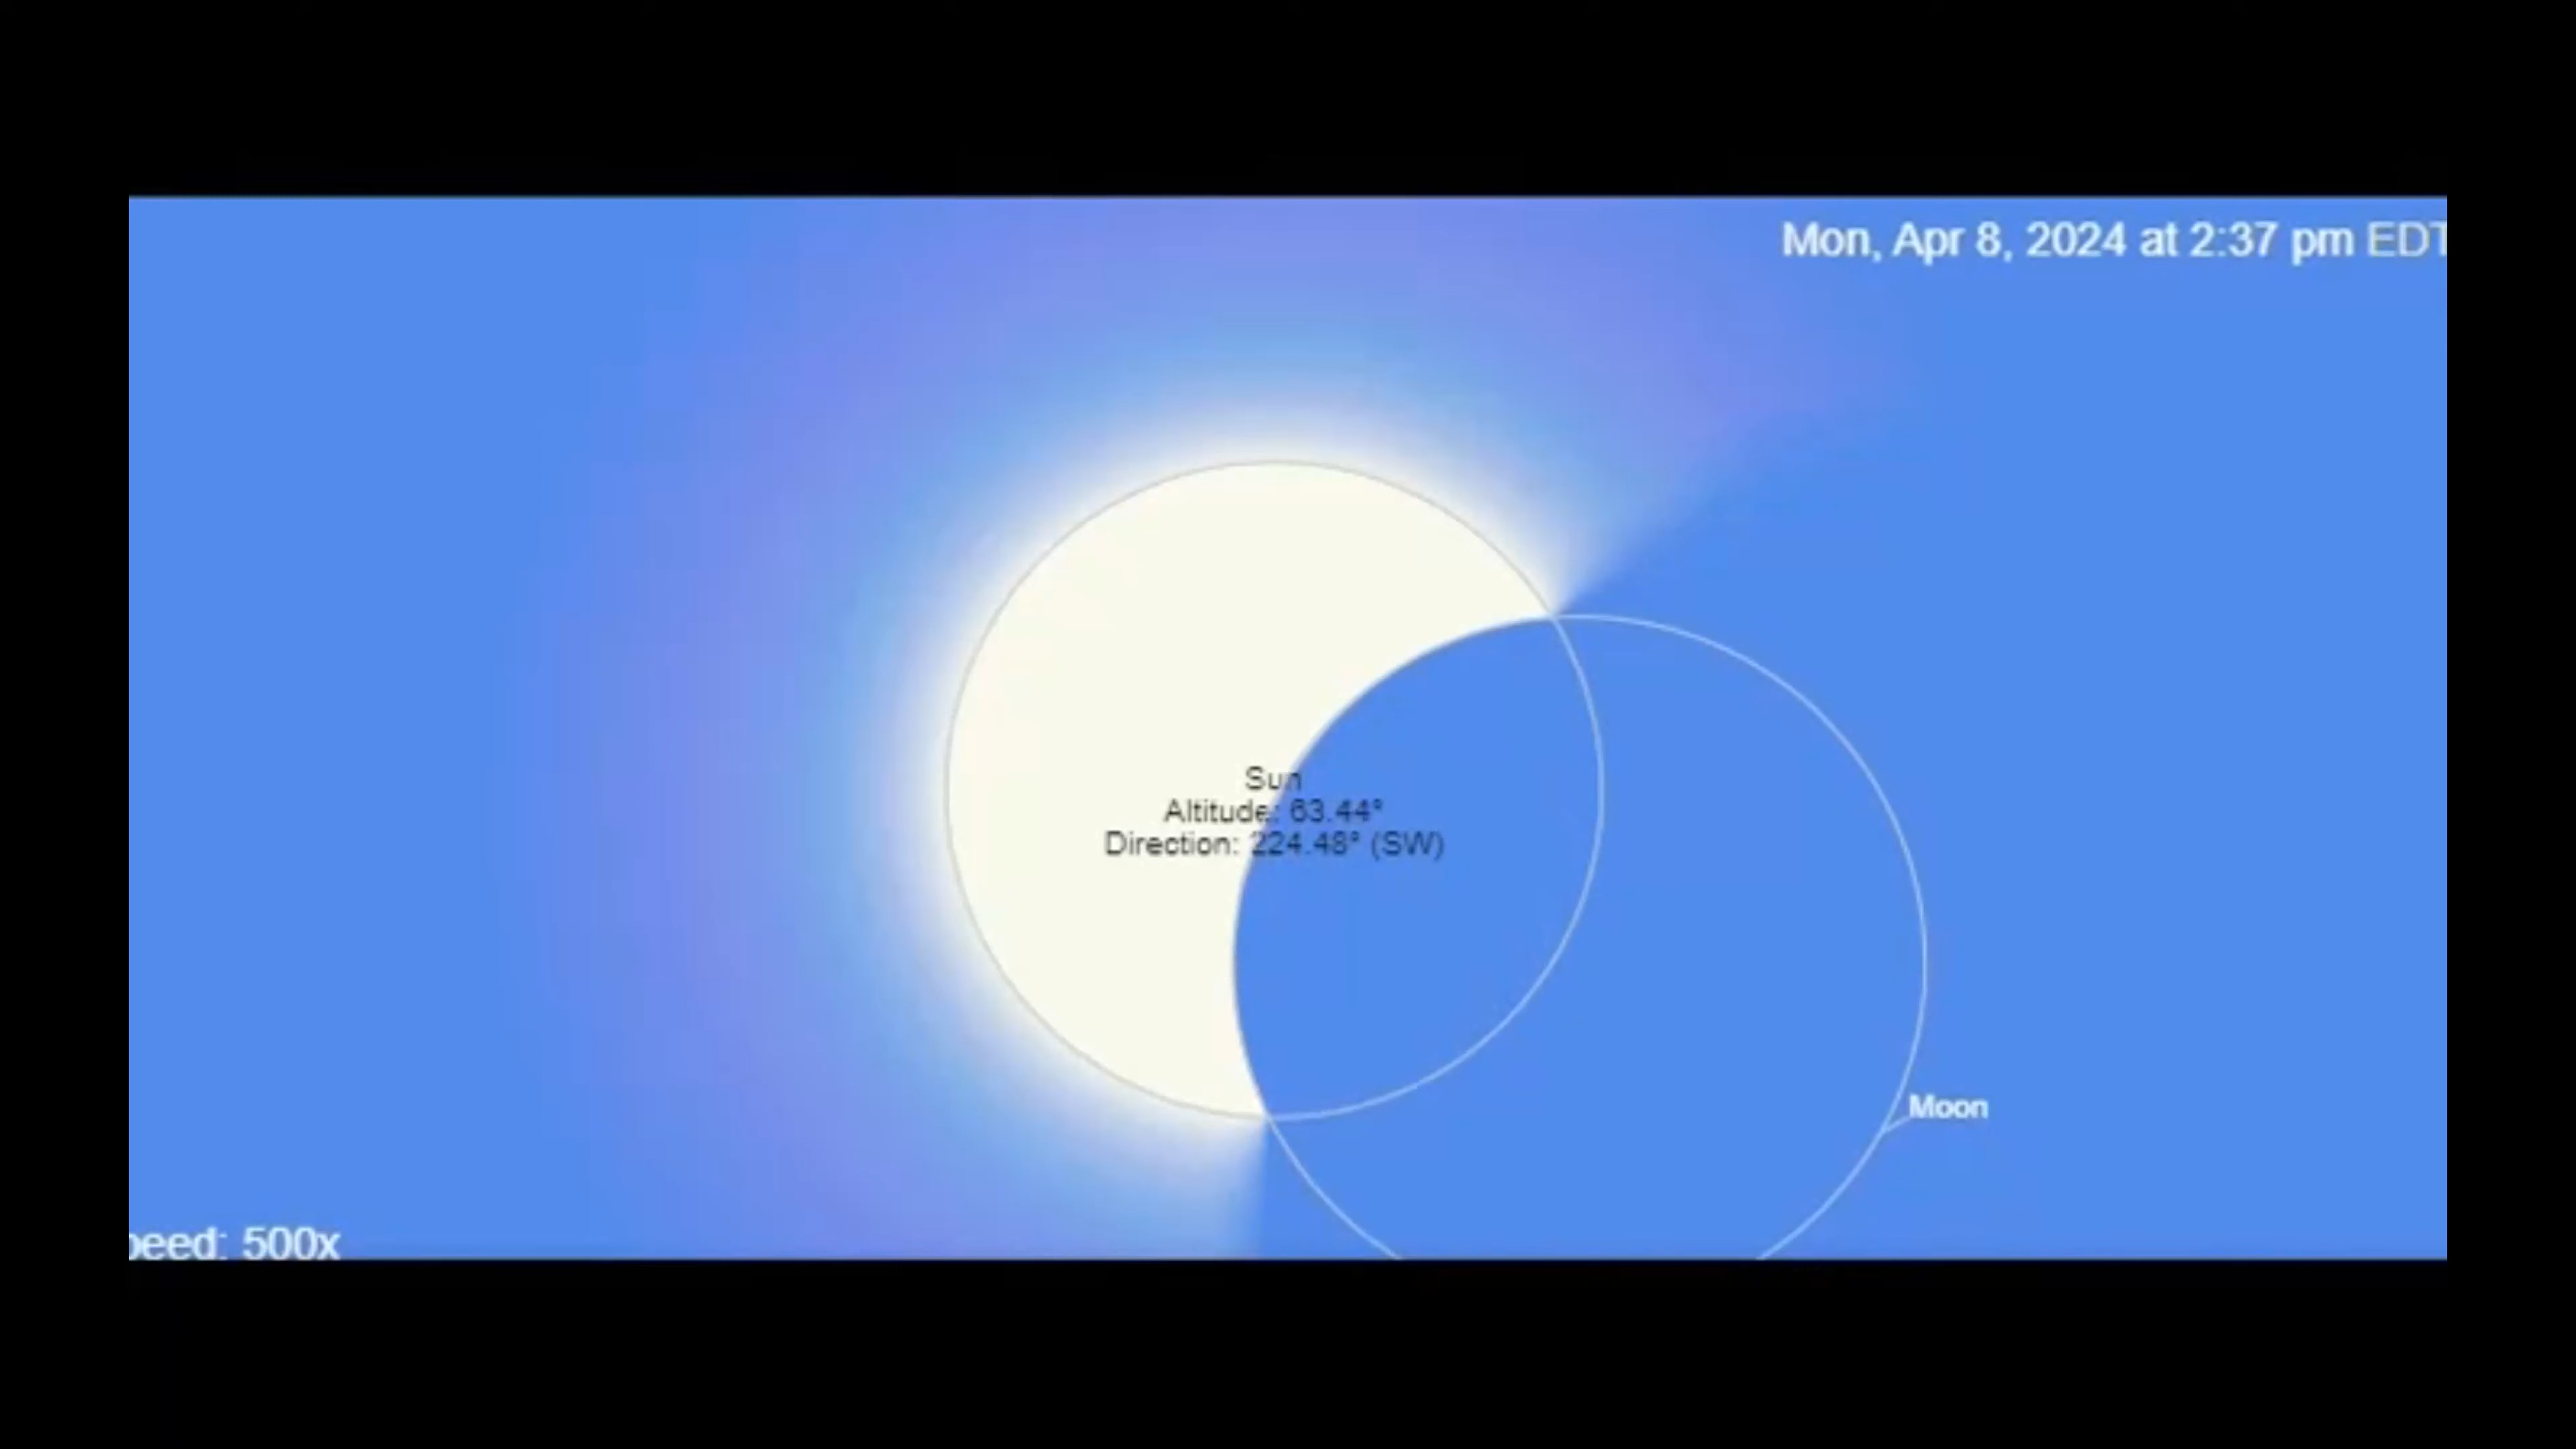 Mon, Apr 8, 2024 at 2:37 pm EDT
Sun
Altitude: 63.44°
Direction: 224.48° (SW)
Moon
peed: 500x